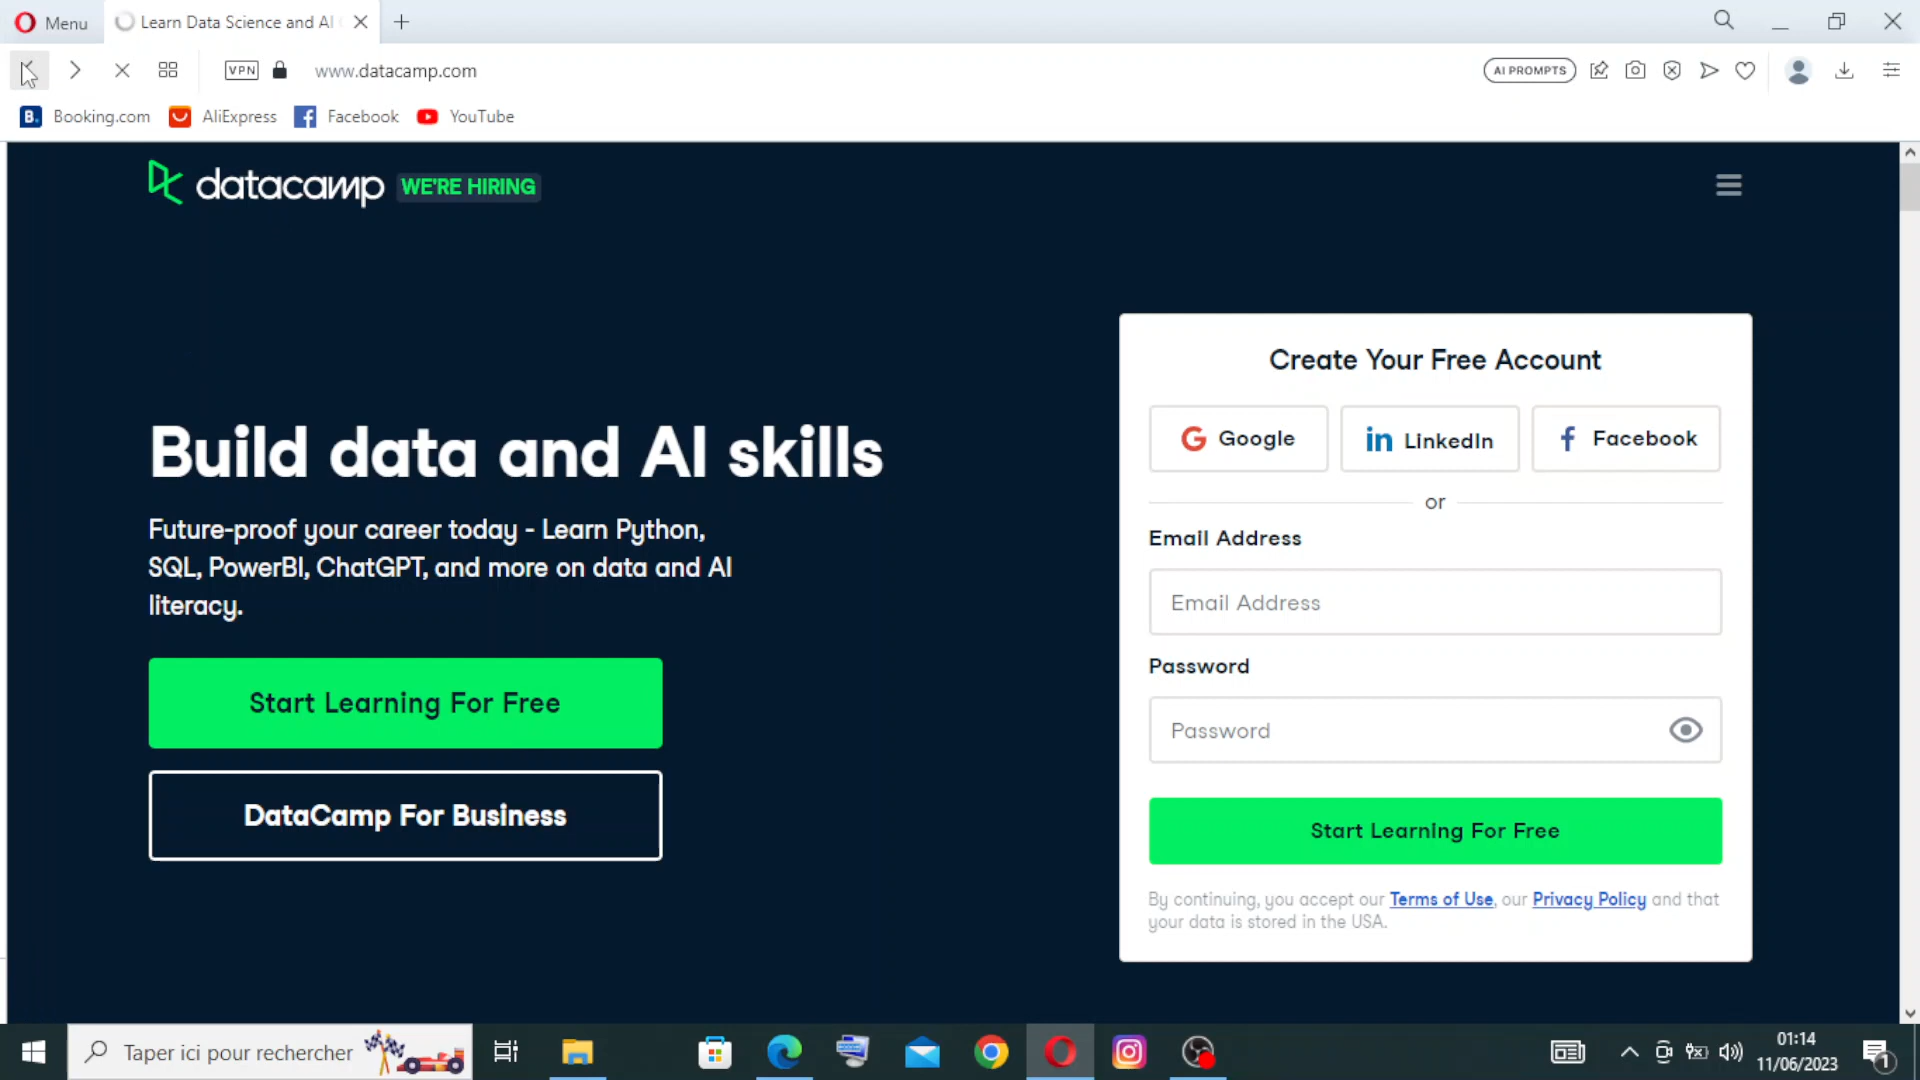 Menu
Learn Data Science and AI
VPN
www.datacamp.com
AI PROMPTS
B.
Booking.com
AliExpress
Facebook
YouTube
datacamp
WE'RE HIRING
Build data and AI skills
Future-proof your career today - Learn Python,
SQL, PowerBI, ChatGPT, and more on data and AI
literacy.
Start Learning For Free
DataCamp For Business
Create Your Free Account
Google
LinkedIn
Facebook
or
Email Address
Email Address
Password
Password
Start Learning For Free
By continuing, you accept our Terms of Use, our Privacy Policy and that
your data is stored in the USA.
Taper ici pour rechercher
01:14
11/06/2023
1